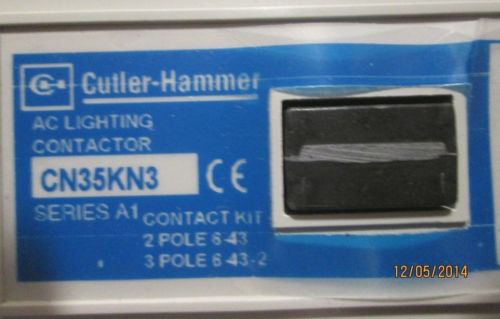 Cutler-Hammer
AC LIGHTING
CONTACTOR
CN35KN3 CE
SERIES A1
CONTACT KIT
2 POLE 6-43
3 POLE 6-43-2
12/05/2014